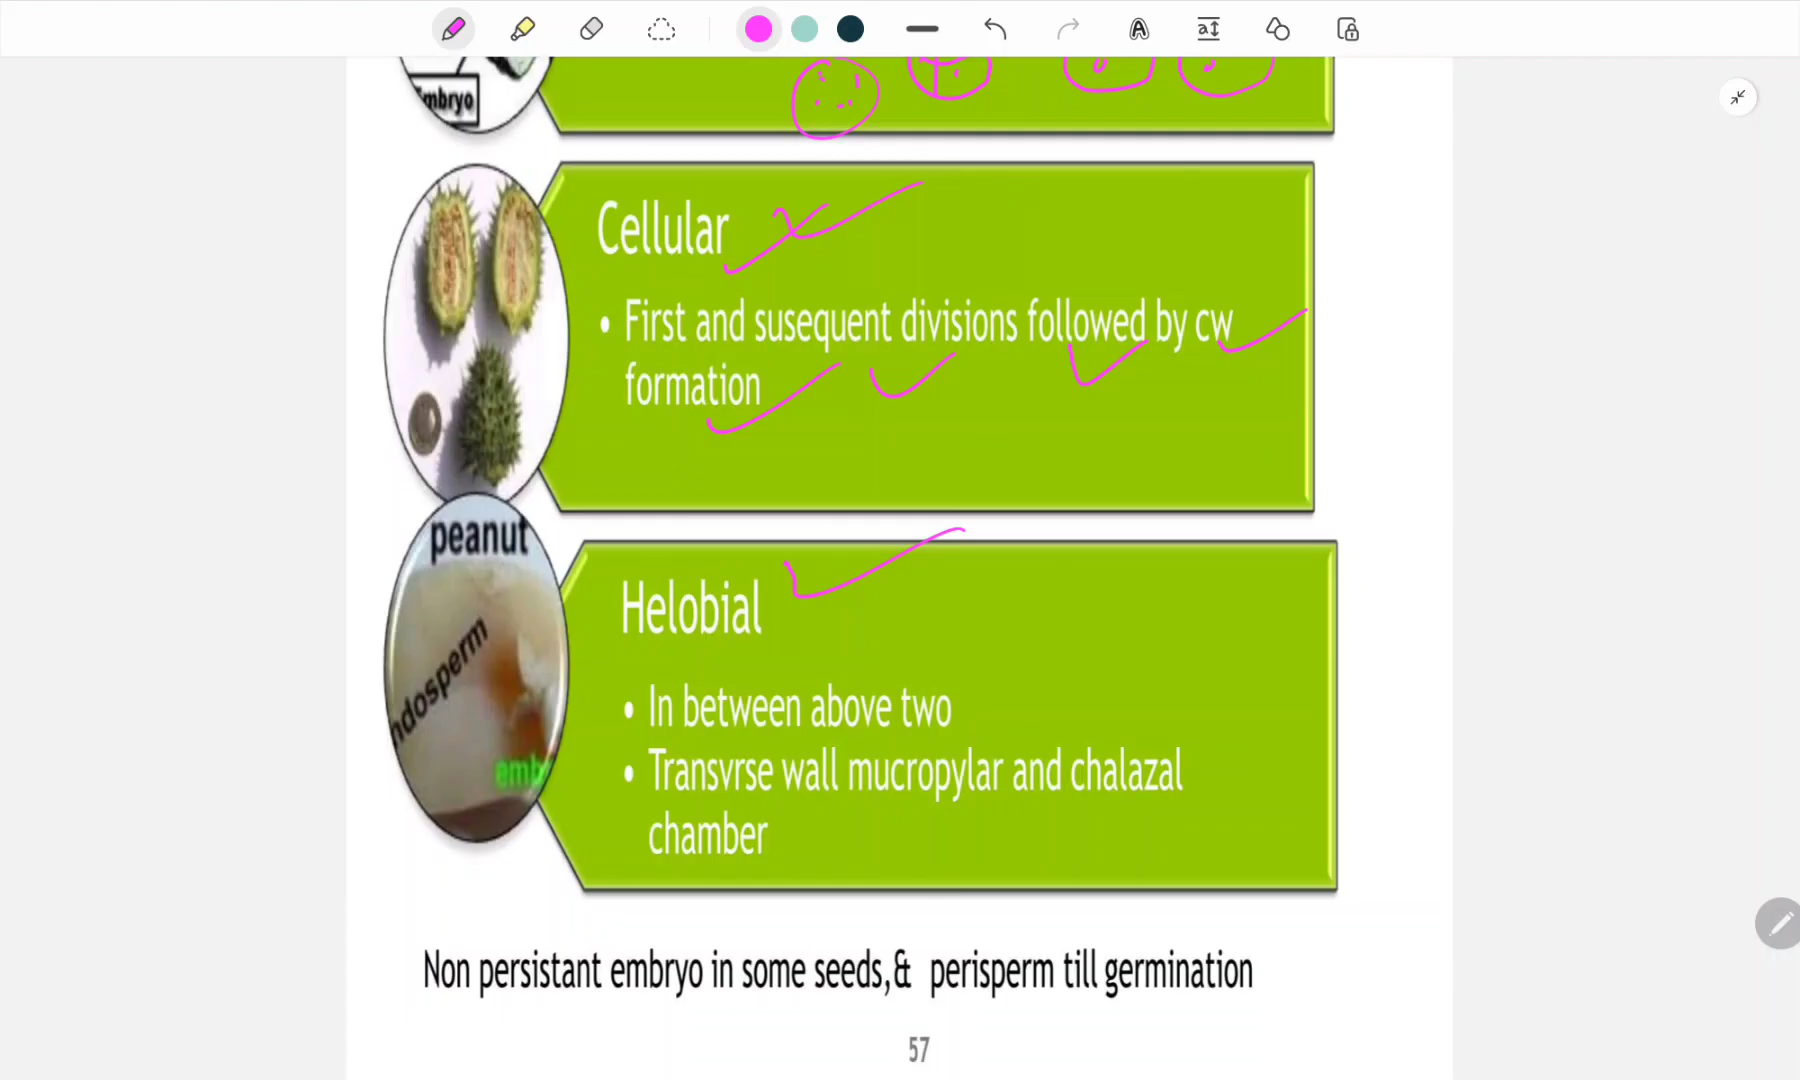 Embryo
Cellular
• First and susequent divisions followed by cw
formation
peanut
Helobial
ndosperm
• In between above two
emb
• Transvrse wall mucropylar and chalazal
chamber
Non persistant embryo in some seeds,& perisperm till germination
57